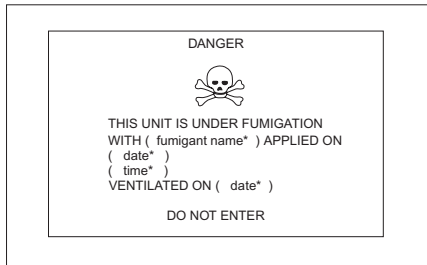 DANGER
THIS UNIT IS UNDER FUMIGATION
WITH ( fumigant name* ) APPLIED ON
( date* )
( time* )
VENTILATED ON ( date* )
DO NOT ENTER